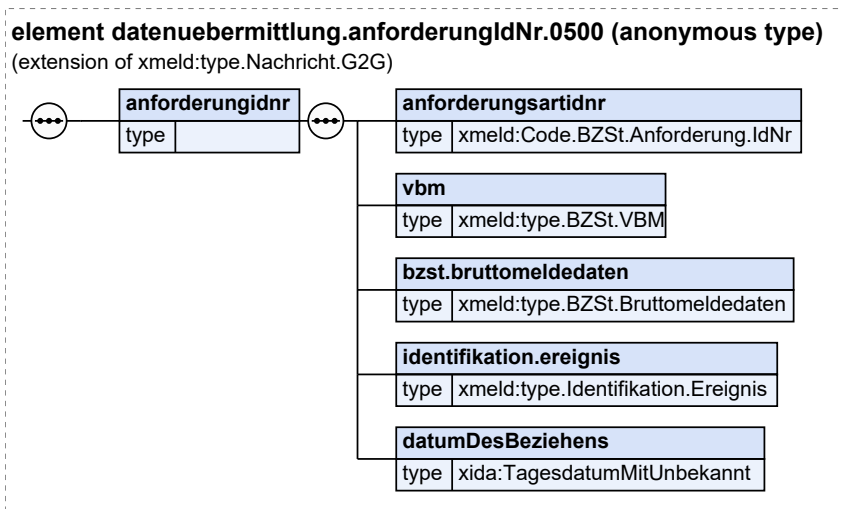 element datenuebermittlung.anforderungIdNr.0500 (anonymous type)
(extension of xmeld:type.Nachricht.G2G)
anforderungidnr
type
anforderungsartidnr
type xmeld:Code.BZSt.Anforderung.IdNr
vbm
type xmeld:type.BZSt.VBM
bzst.bruttomeldedaten
type xmeld:type.BZSt.Bruttomeldedaten
identifikation.ereignis
type xmeld:type.Identifikation.Ereignis
datumDesBeziehens
type xida:TagesdatumMitUnbekannt